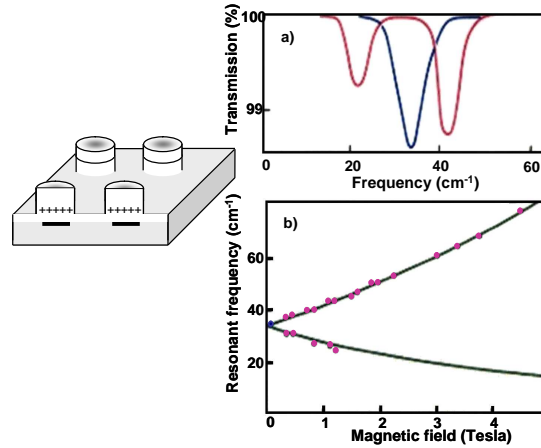 Transmission (%)
100
99
a)
0 20 40 60
Frequency (cm⁻¹)
+++++ +++++
Resonant frequency (cm⁻¹)
b)
60
40
20
0 1 2 3 4
Magnetic field (Tesla)